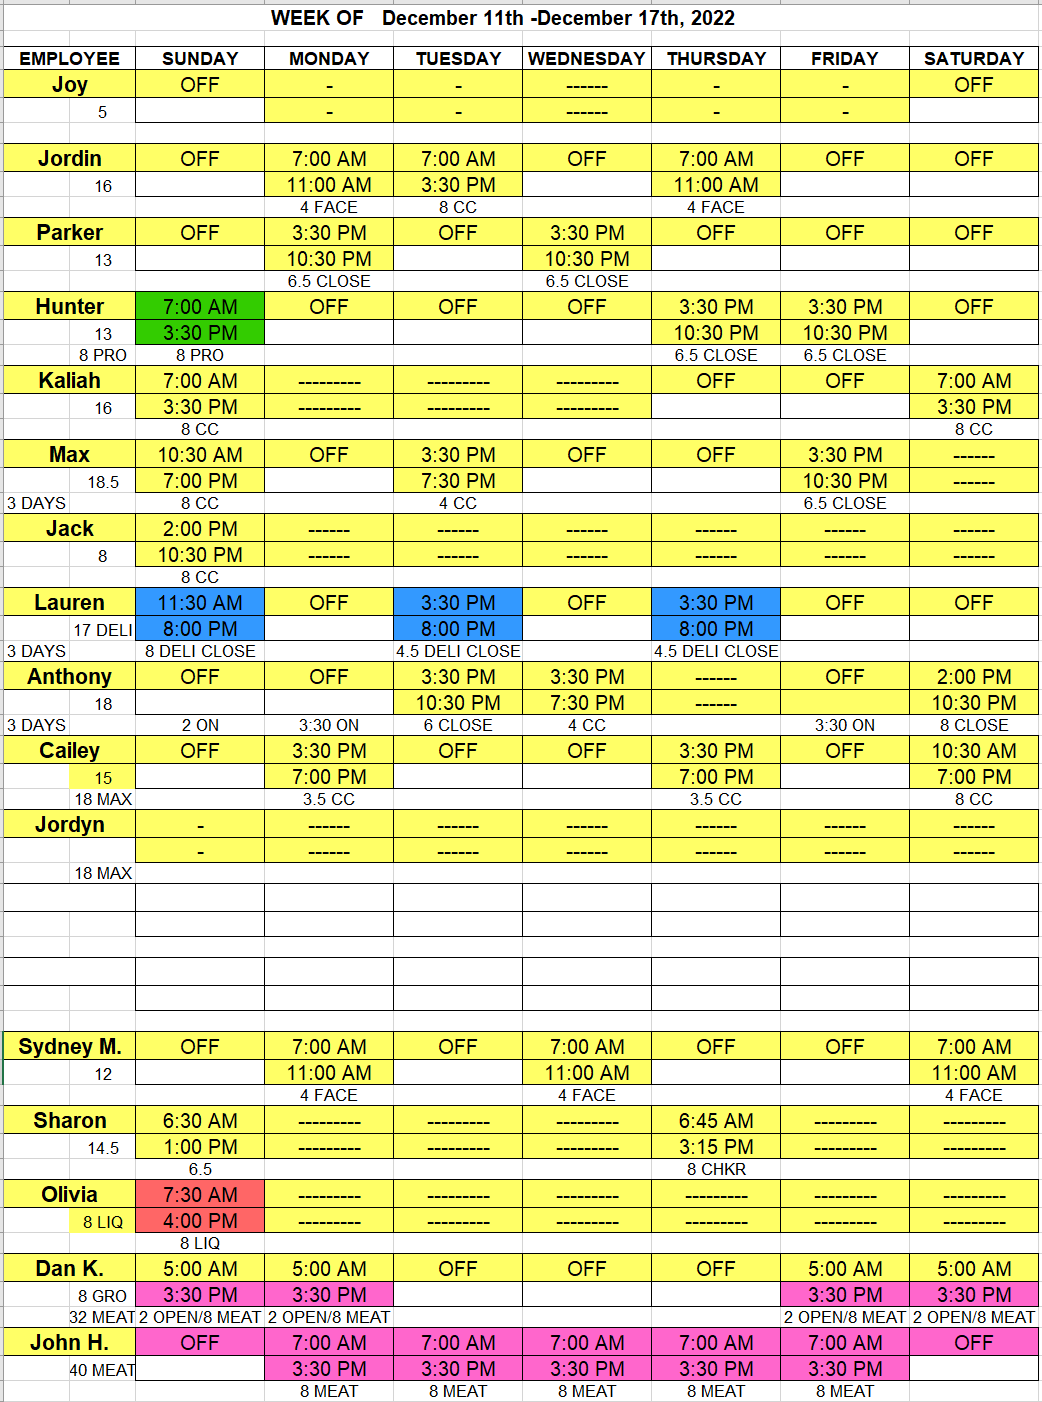 WEEK OF December 11th -December 17th, 2022
EMPLOYEE SUNDAY MONDAY TUESDAY WEDNESDAY THURSDAY FRIDAY SATURDAY
Joy OFF - - ------ - - OFF
5 - - ------ - -
Jordin OFF 7:00 AM 7:00 AM OFF 7:00 AM OFF OFF
16 11:00 AM 3:30 PM 11:00 AM
4 FACE 8 CC 4 FACE
Parker OFF 3:30 PM OFF 3:30 PM OFF OFF OFF
13 10:30 PM 10:30 PM
6.5 CLOSE 6.5 CLOSE
Hunter 7:00 AM OFF OFF OFF 3:30 PM 3:30 PM OFF
13 3:30 PM 10:30 PM 10:30 PM
8 PRO 8 PRO 6.5 CLOSE 6.5 CLOSE
Kaliah 7:00 AM --------- --------- --------- OFF OFF 7:00 AM
16 3:30 PM --------- --------- --------- 3:30 PM
8 CC 8 CC
Max 10:30 AM OFF 3:30 PM OFF OFF 3:30 PM ------
18.5 7:00 PM 7:30 PM 10:30 PM ------
3 DAYS 8 CC 4 CC 6.5 CLOSE
Jack 2:00 PM ------ ------ ------ ------ ------ ------
8 10:30 PM ------ ------ ------ ------ ------ ------
8 CC
Lauren 11:30 AM OFF 3:30 PM OFF 3:30 PM OFF OFF
17 DELI 8:00 PM 8:00 PM 8:00 PM
3 DAYS 8 DELI CLOSE 4.5 DELI CLOSE 4.5 DELI CLOSE
Anthony OFF OFF 3:30 PM 3:30 PM ------ OFF 2:00 PM
18 10:30 PM 7:30 PM ------ 10:30 PM
3 DAYS 2 ON 3:30 ON 6 CLOSE 4 CC 3:30 ON 8 CLOSE
Cailey OFF 3:30 PM OFF OFF 3:30 PM OFF 10:30 AM
15 7:00 PM 7:00 PM 7:00 PM
18 MAX 3.5 CC 3.5 CC 8 CC
Jordyn - ------ ------ ------ ------ ------ ------
- ------ ------ ------ ------ ------ ------
18 MAX
Sydney M. OFF 7:00 AM OFF 7:00 AM OFF OFF 7:00 AM
12 11:00 AM 11:00 AM 11:00 AM
4 FACE 4 FACE 4 FACE
Sharon 6:30 AM --------- --------- --------- 6:45 AM --------- ---------
14.5 1:00 PM --------- --------- --------- 3:15 PM --------- ---------
6.5 8 CHKR
Olivia 7:30 AM --------- --------- --------- --------- --------- ---------
8 LIQ 4:00 PM --------- --------- --------- --------- --------- ---------
8 LIQ
Dan K. 5:00 AM 5:00 AM OFF OFF OFF 5:00 AM 5:00 AM
8 GRO 3:30 PM 3:30 PM 3:30 PM 3:30 PM
32 MEAT 2 OPEN/8 MEAT 2 OPEN/8 MEAT 2 OPEN/8 MEAT 2 OPEN/8 MEAT
John H. OFF 7:00 AM 7:00 AM 7:00 AM 7:00 AM 7:00 AM OFF
40 MEAT 3:30 PM 3:30 PM 3:30 PM 3:30 PM 3:30 PM
8 MEAT 8 MEAT 8 MEAT 8 MEAT 8 MEAT